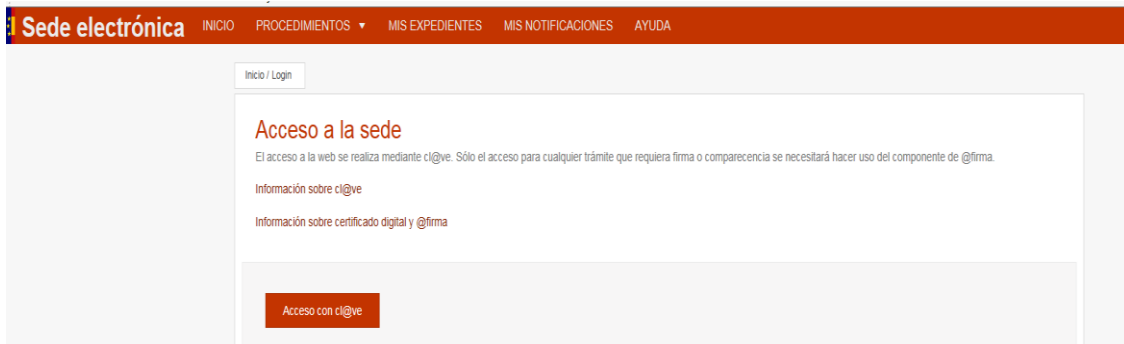 Sede electrónica INICIO PROCEDIMIENTOS ▼ MIS EXPEDIENTES MIS NOTIFICACIONES AYUDA
Inicio / Login
Acceso a la sede
El acceso a la web se realiza mediante cl@ve. Sólo el acceso para cualquier trámite que requiera firma o comparecencia se necesitará hacer uso del componente de @firma.
Información sobre cl@ve
Información sobre certificado digital y @firma
Acceso con cl@ve